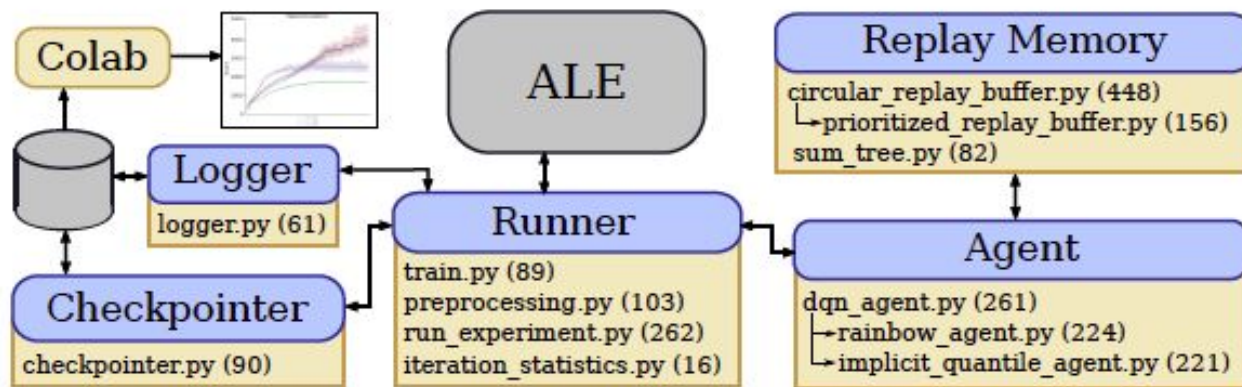 Colab
ALE
Replay Memory
circular_replay_buffer.py (448)
prioritized_replay_buffer.py (156)
sum_tree.py (82)
Logger
logger.py (61)
Runner
train.py (89)
preprocessing.py (103)
run_experiment.py (262)
iteration_statistics.py (16)
Agent
dqn_agent.py (261)
rainbow_agent.py (224)
implicit_quantile_agent.py (221)
Checkpointer
checkpointer.py (90)